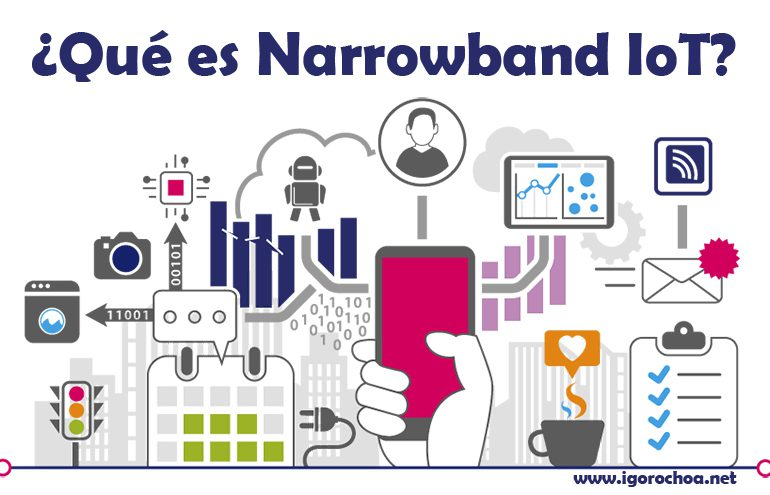 ¿Qué es Narrowband IoT?
00101
11001
www.igorochoa.net